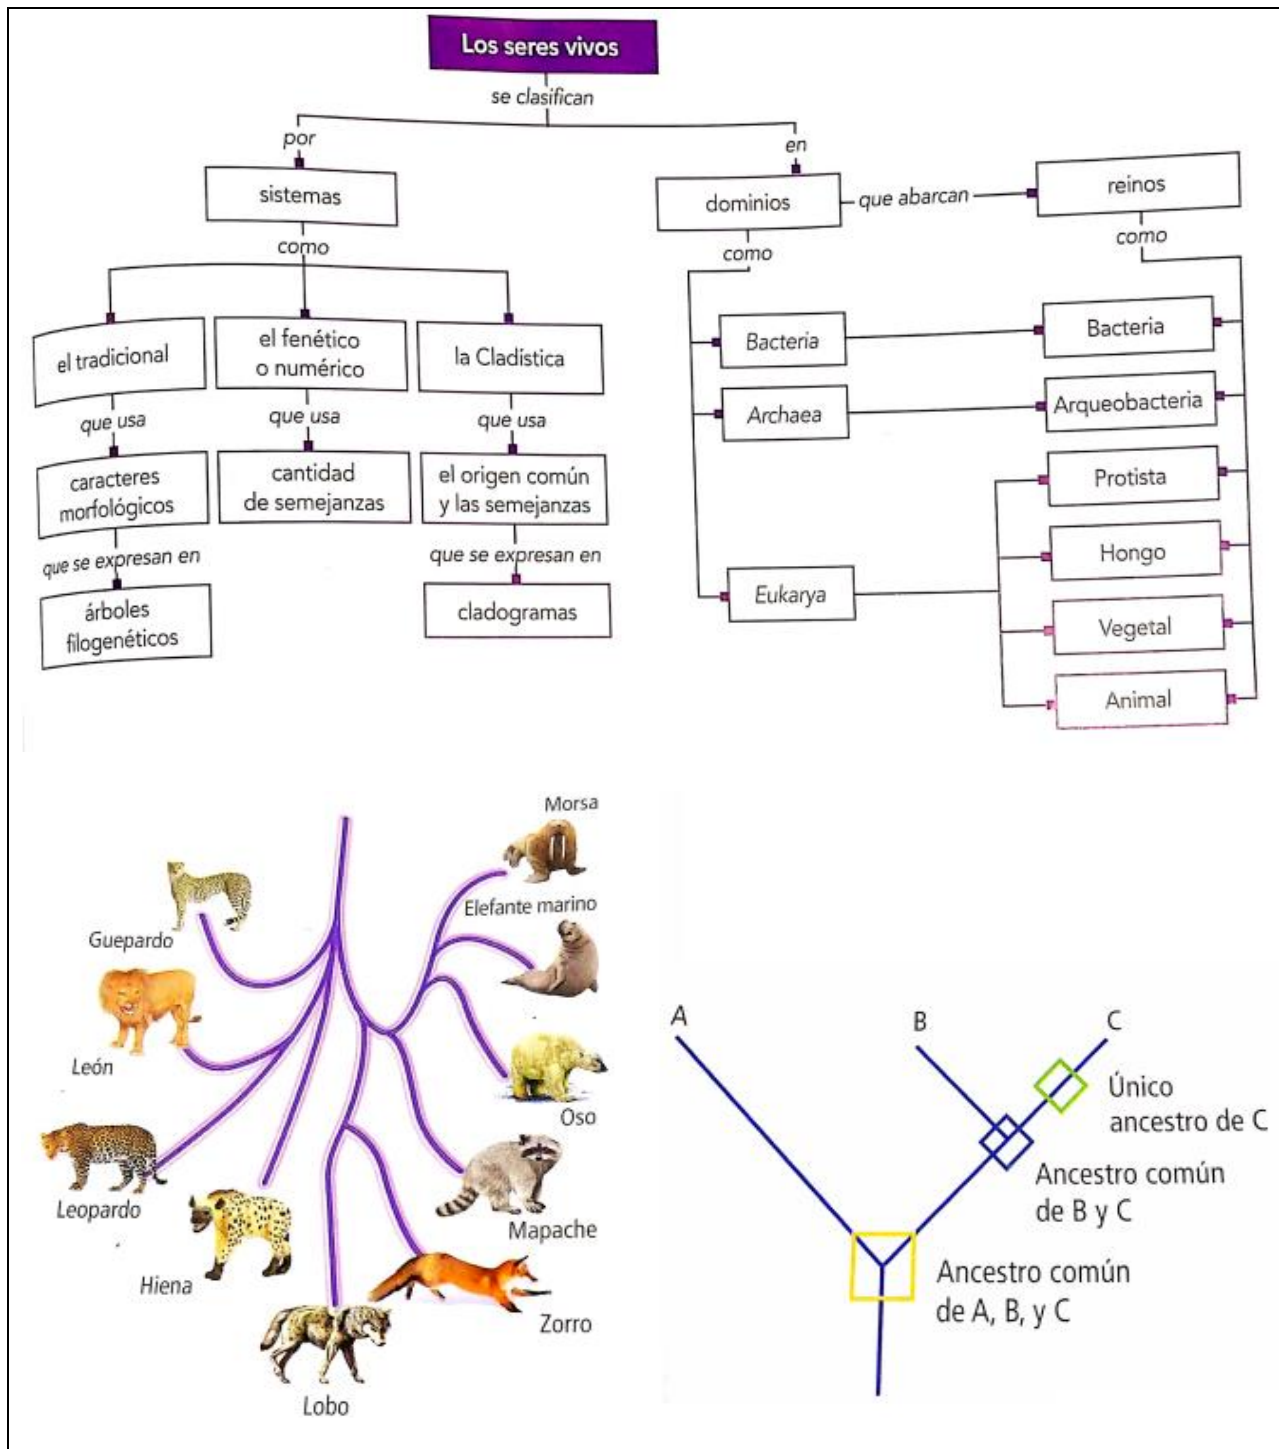 Los seres vivos
se clasifican
por
en
sistemas
dominios
que abarcan
reinos
como
como
como
el tradicional
el fenético
o numérico
la Cladística
que usa
que usa
que usa
caracteres
morfológicos
cantidad
de semejanzas
el origen común
y las semejanzas
que se expresan en
que se expresan en
árboles
filogenéticos
cladogramas
Bacteria
Bacteria
Archaea
Arqueobacteria
Protista
Hongo
Eukarya
Vegetal
Animal
Morsa
Elefante marino
Guepardo
León
Oso
Leopardo
Mapache
Hiena
Zorro
Lobo
A
B
C
Único
ancestro de C
Ancestro común
de B y C
Ancestro común
de A, B, y C